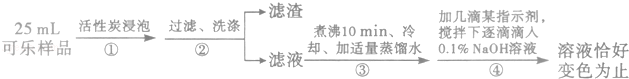 25 mL
可乐样品
活性炭浸泡
①
过滤、洗涤
②
滤渣
滤液
煮沸10 min、冷
却、加适量蒸馏水
③
加几滴某指示剂,
搅拌下逐滴滴入
0.1% NaOH溶液
④
溶液恰好
变色为止